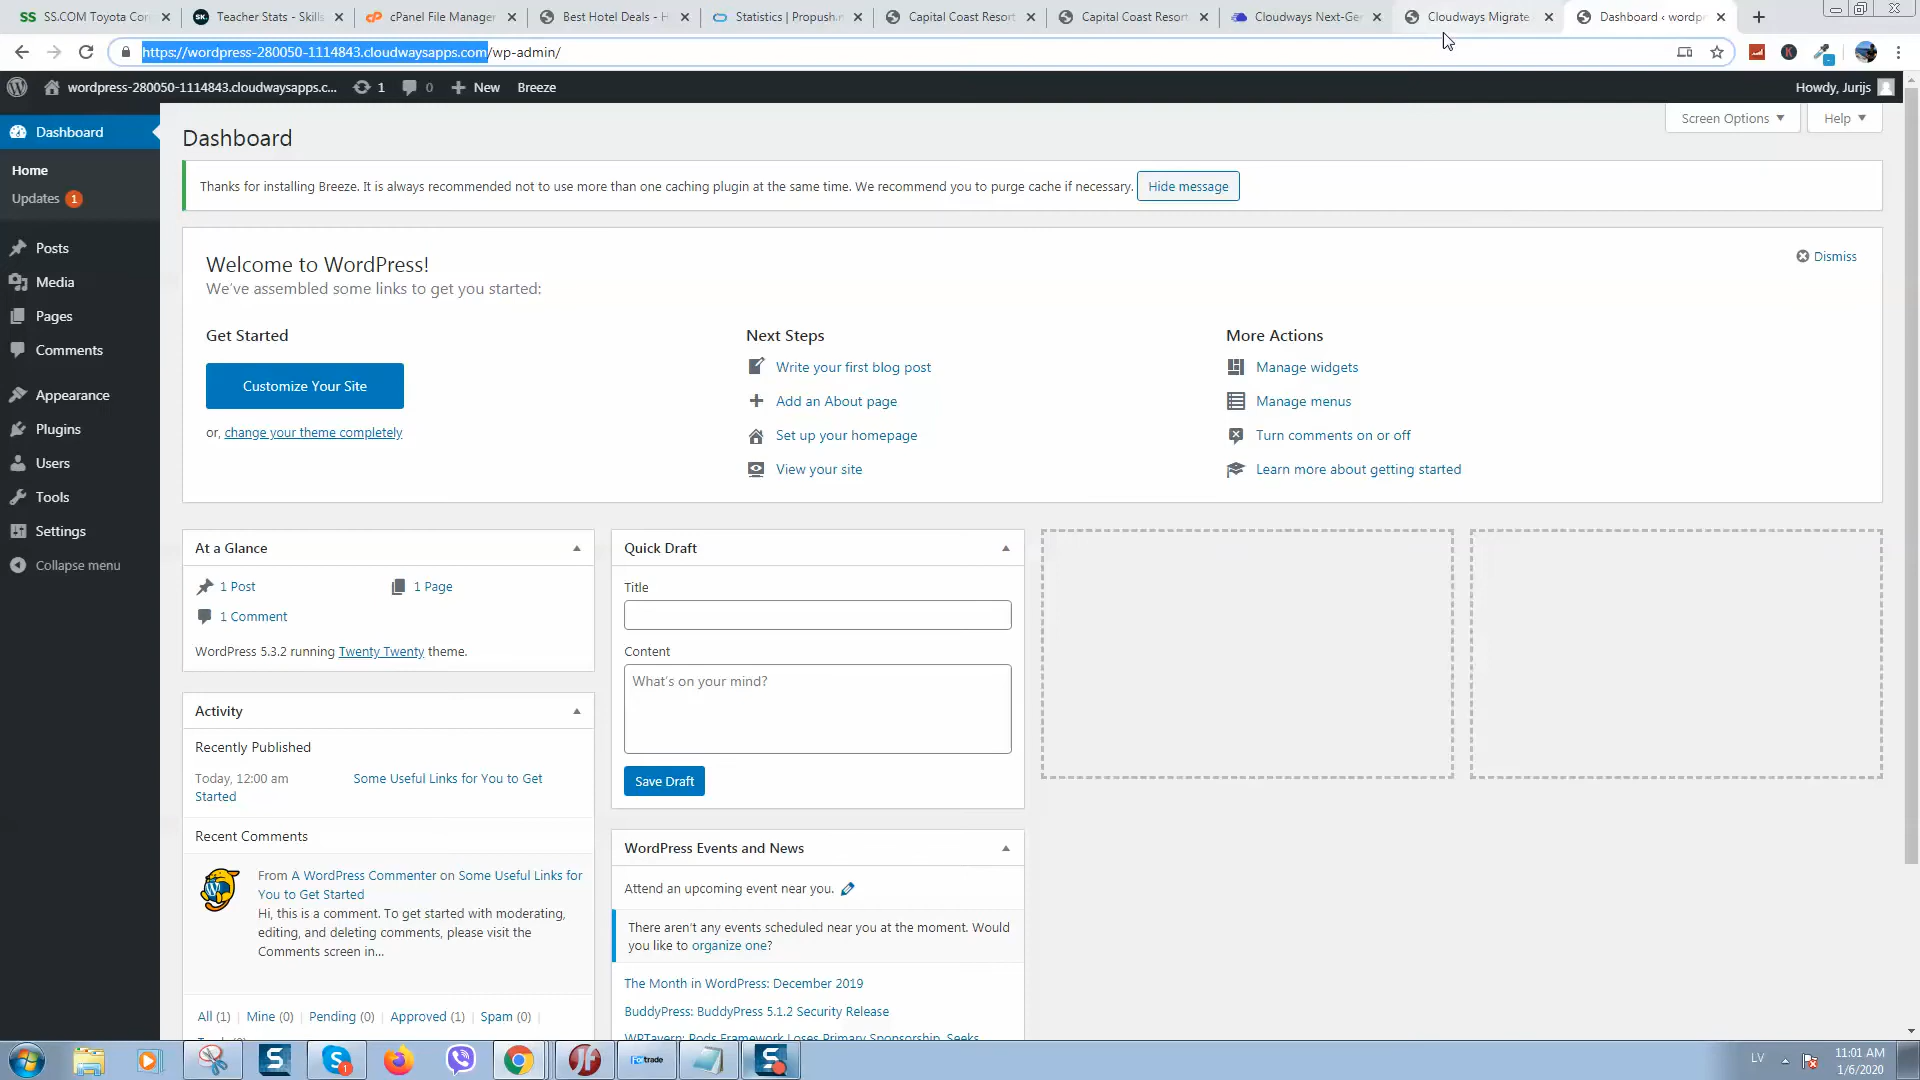 SS.COM Toyota Cor
Teacher Stats - Skills
cPanel File Manager
Best Hotel Deals - H
Statistics | Propush.n
Capital Coast Resort
Capital Coast Resort
Cloudways Next-Ge
Cloudways Migrate
Dashboard ‹ wordpr
https://wordpress-280050-1114843.cloudwaysapps.com/wp-admin/
wordpress-280050-1114843.cloudwaysapps.c...
1
0
New
Breeze
Howdy, Jurijs
Dashboard
Home
Updates 1
Posts
Media
Pages
Comments
Appearance
Plugins
Users
Tools
Settings
Collapse menu
Screen Options
Help
Dashboard
Thanks for installing Breeze. It is always recommended not to use more than one caching plugin at the same time. We recommend you to purge cache if necessary.
Hide message
Welcome to WordPress!
We've assembled some links to get you started:
Dismiss
Get Started
Customize Your Site
or, change your theme completely
Next Steps
Write your first blog post
Add an About page
Set up your homepage
View your site
More Actions
Manage widgets
Manage menus
Turn comments on or off
Learn more about getting started
At a Glance
1 Post
1 Page
1 Comment
WordPress 5.3.2 running Twenty Twenty theme.
Activity
Recently Published
Today, 12:00 am
Some Useful Links for You to Get
Started
Recent Comments
From A WordPress Commenter on Some Useful Links for
You to Get Started
Hi, this is a comment. To get started with moderating,
editing, and deleting comments, please visit the
Comments screen in...
All (1) | Mine (0) | Pending (0) | Approved (1) | Spam (0) |
Quick Draft
Title
Content
What's on your mind?
Save Draft
WordPress Events and News
Attend an upcoming event near you.
There aren't any events scheduled near you at the moment. Would
you like to organize one?
The Month in WordPress: December 2019
BuddyPress: BuddyPress 5.1.2 Security Release
WPTavern: Pods Framework Loses Primary Sponsorship, Seeks
LV
11:01 AM
1/6/2020